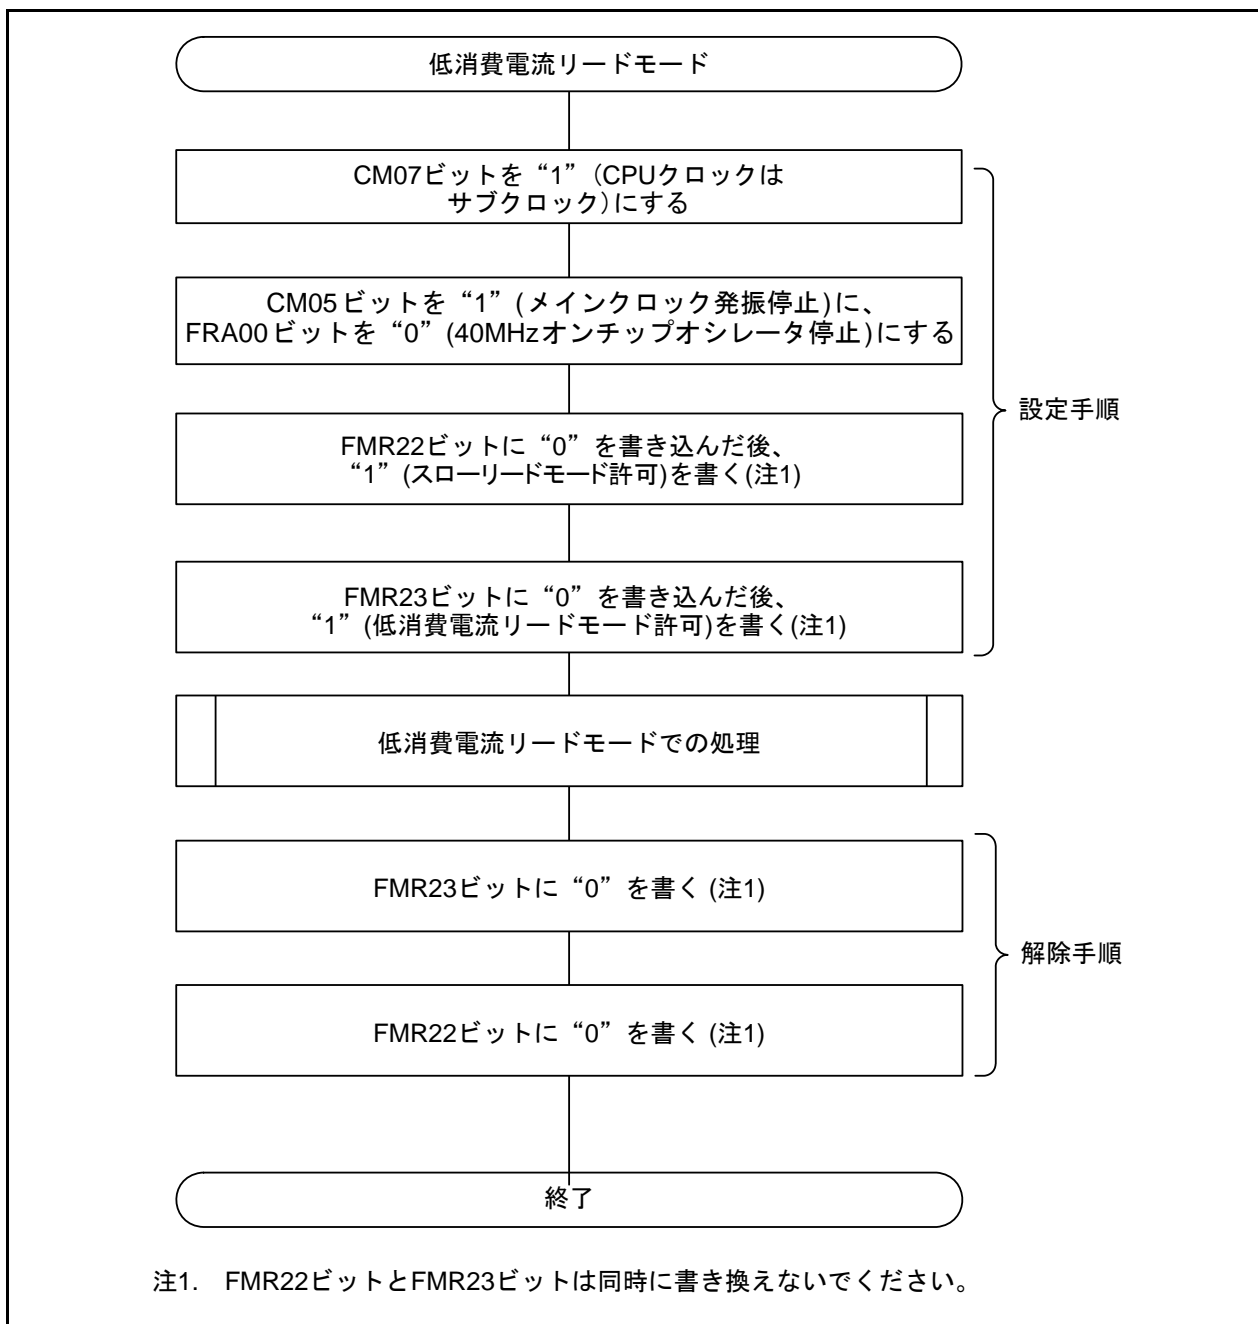 低消費電流リードモード
CM07ビットを“1”(CPUクロックは
サブクロック)にする
CM05ビットを“1”(メインクロック発振停止)に、
FRA00ビットを“0”(40MHzオンチップオシレータ停止)にする
FMR22ビットに“0”を書き込んだ後、
“1”(スローリードモード許可)を書く(注1)
FMR23ビットに“0”を書き込んだ後、
“1”(低消費電流リードモード許可)を書く(注1)
設定手順
低消費電流リードモードでの処理
FMR23ビットに“0”を書く(注1)
FMR22ビットに“0”を書く(注1)
解除手順
終了
注1. FMR22ビットとFMR23ビットは同時に書き換えないでください。